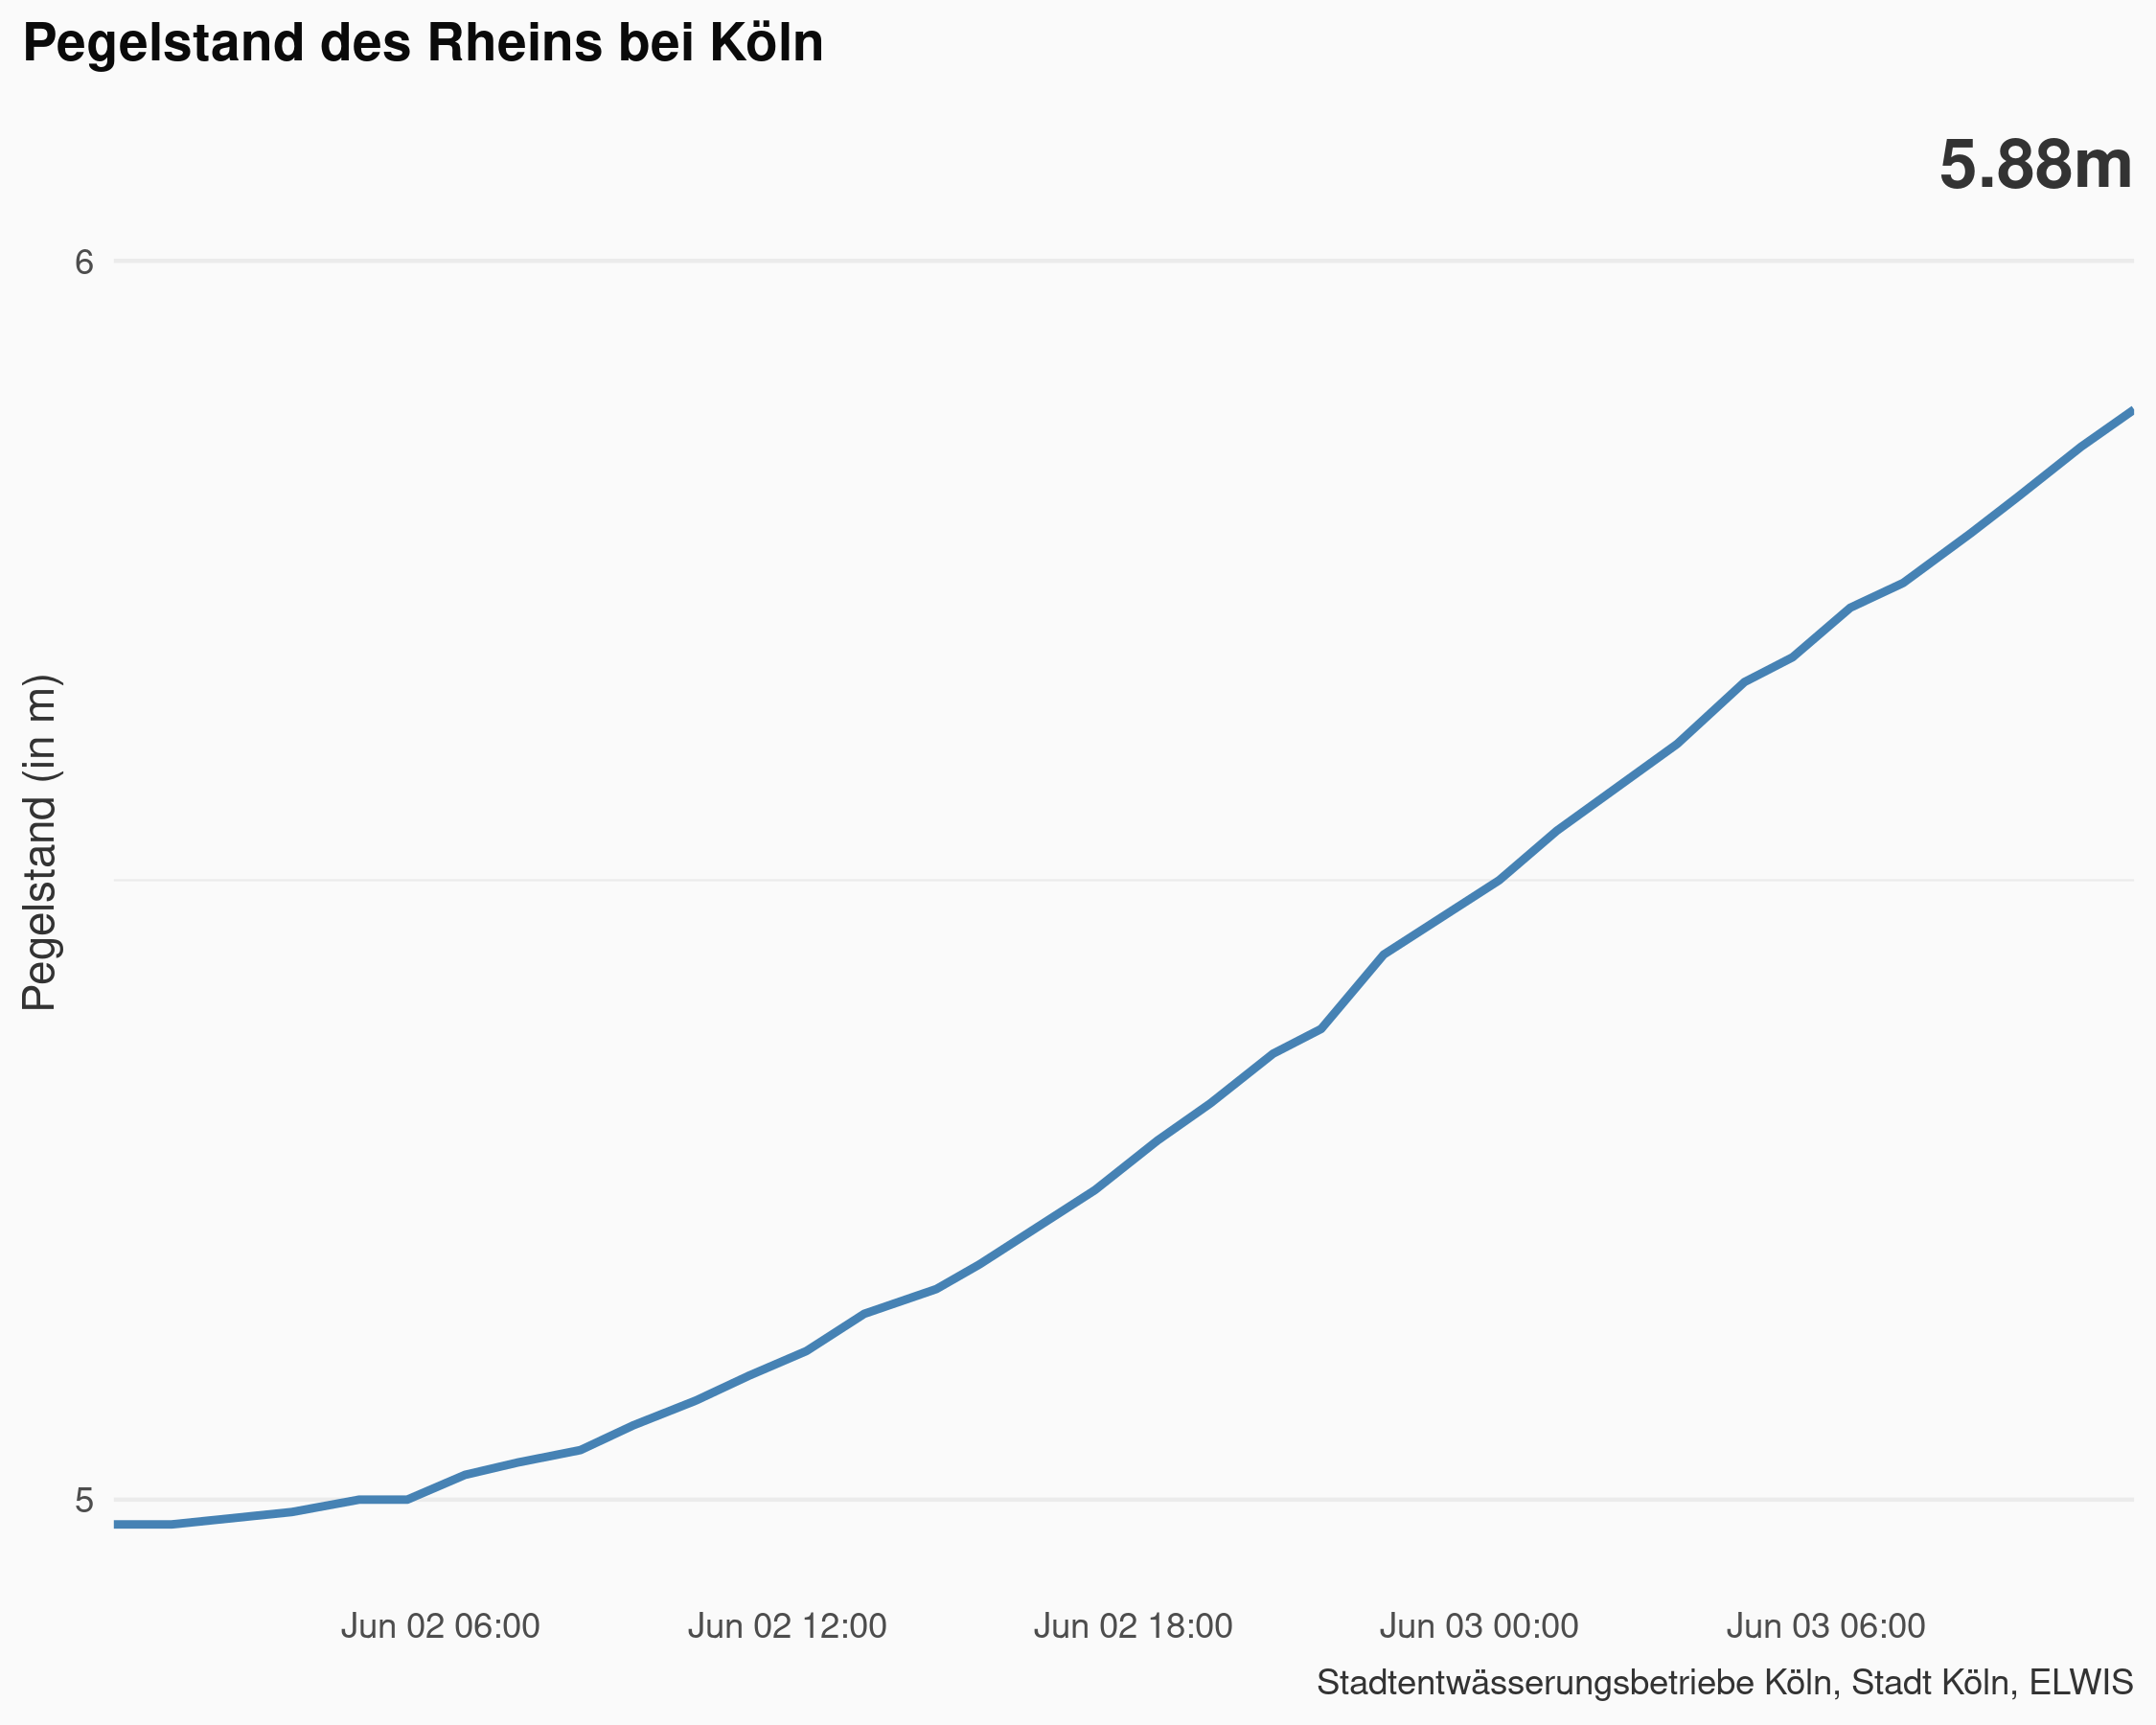 Pegelstand des Rheins bei Köln
5.88m
6
Pegelstand (in m)
5
Jun 02 06:00 Jun 02 12:00 Jun 02 18:00 Jun 03 00:00 Jun 03 06:00
Stadtentwässerungsbetriebe Köln, Stadt Köln, ELWIS